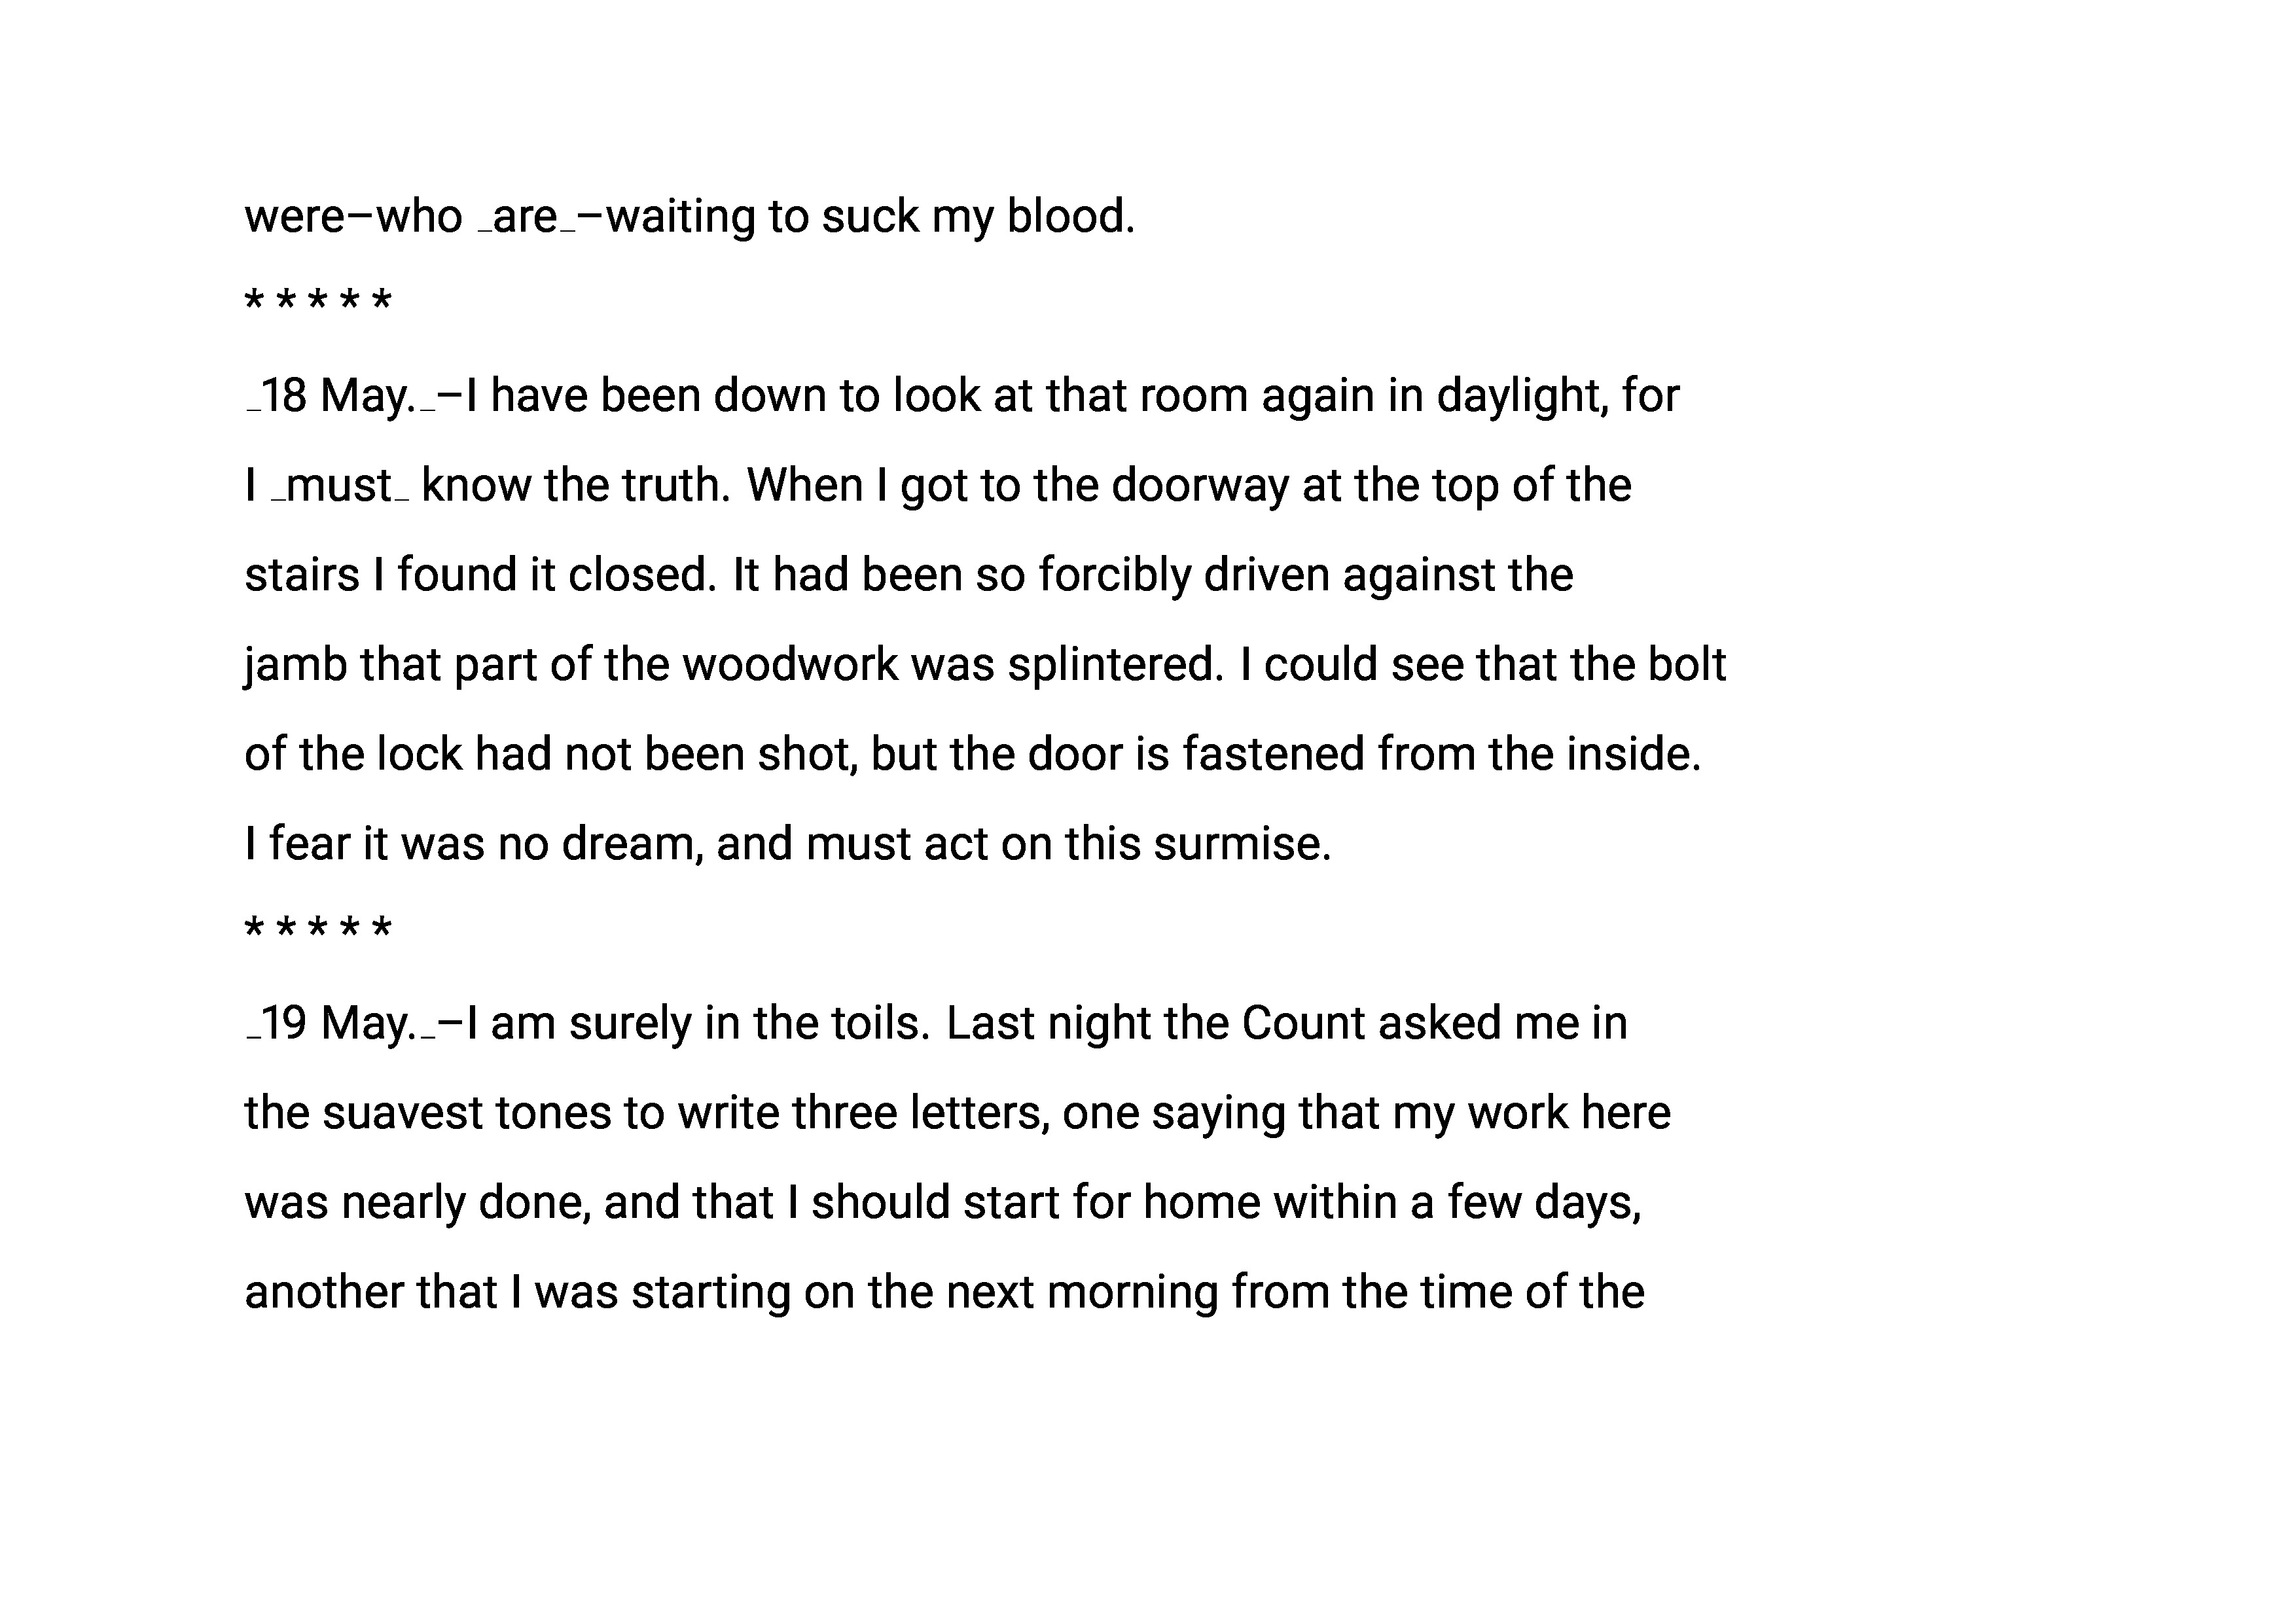 were–who _are_–waiting to suck my blood.
* * * * *
_18 May._–I have been down to look at that room again in daylight, for
I _must_ know the truth. When I got to the doorway at the top of the
stairs I found it closed. It had been so forcibly driven against the
jamb that part of the woodwork was splintered. I could see that the bolt
of the lock had not been shot, but the door is fastened from the inside.
I fear it was no dream, and must act on this surmise.
* * * * *
_19 May._–I am surely in the toils. Last night the Count asked me in
the suavest tones to write three letters, one saying that my work here
was nearly done, and that I should start for home within a few days,
another that I was starting on the next morning from the time of the